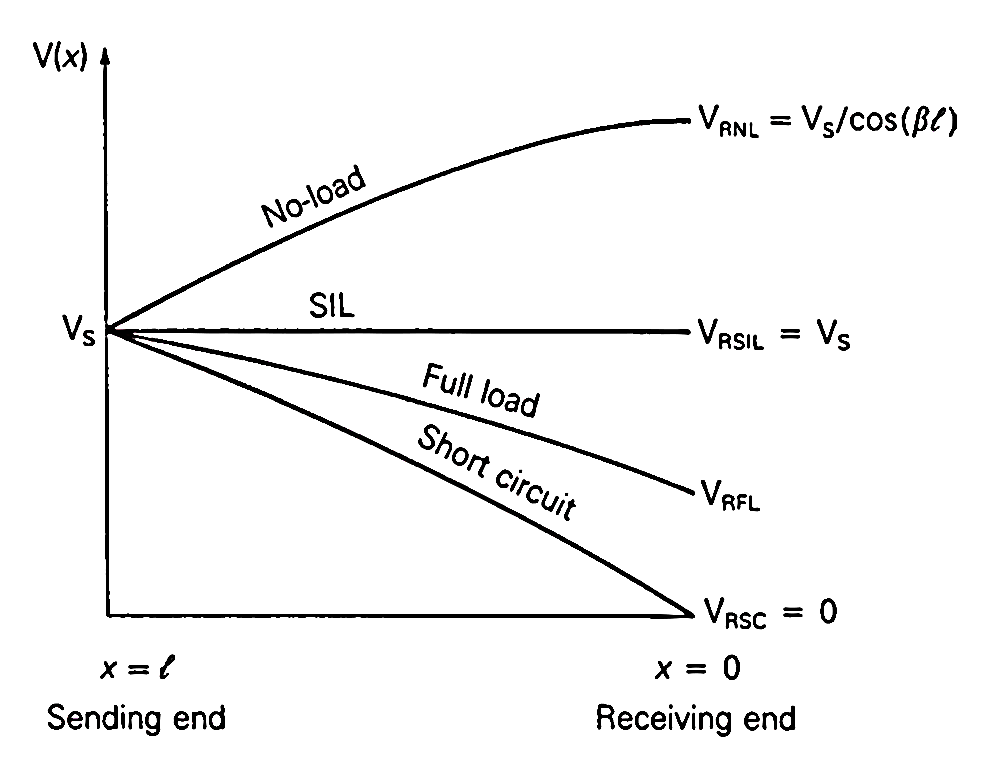 V(x)
V_RNL = V_S/cos(βℓ)
No-load
SIL
V_S
V_RSIL = V_S
Full load
Short circuit
V_RFL
V_RSC = 0
x = ℓ
x = 0
Sending end
Receiving end